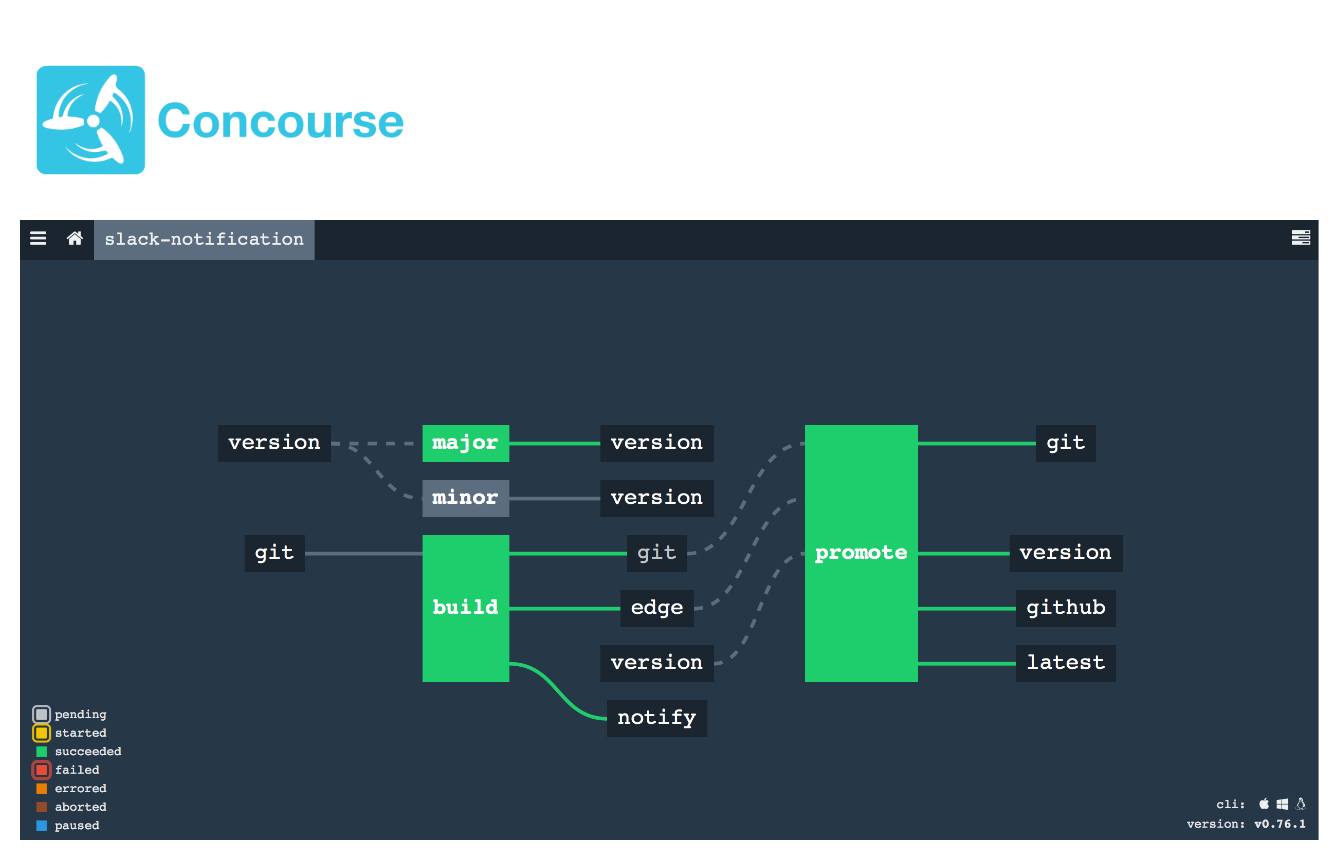 Concourse
slack-notification
version major version git
minor version
git build git promote version
edge github
version latest
notify
pending
started
succeeded
failed
errored
aborted
paused
cli:
version: v0.76.1